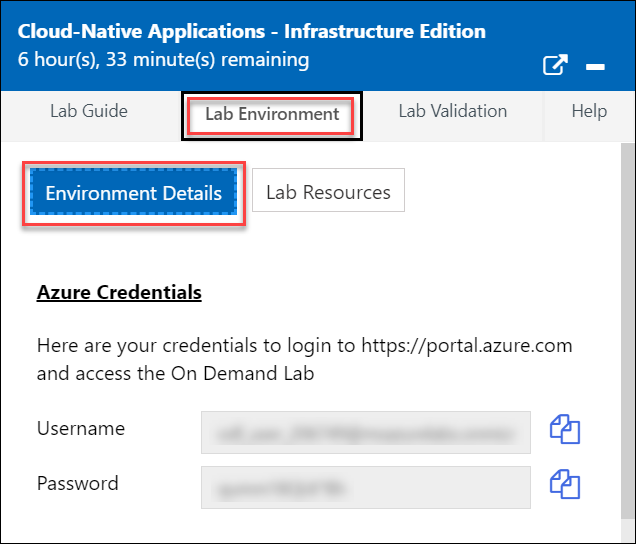 Cloud-Native Applications - Infrastructure Edition
6 hour(s), 33 minute(s) remaining
Lab Guide
Lab Environment
Lab Validation
Help
Environment Details
Lab Resources
Azure Credentials
Here are your credentials to login to https://portal.azure.com
and access the On Demand Lab
Username
Password